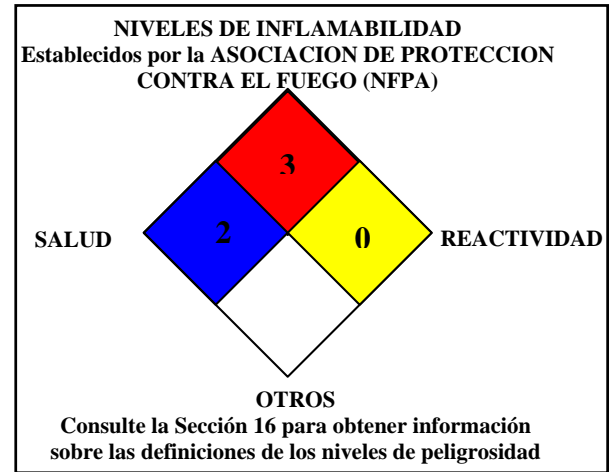 NIVELES DE INFLAMABILIDAD
Establecidos por la ASOCIACION DE PROTECCION
CONTRA EL FUEGO (NFPA)
3
SALUD 2 0 REACTIVIDAD
OTROS
Consulte la Sección 16 para obtener información
sobre las definiciones de los niveles de peligrosidad